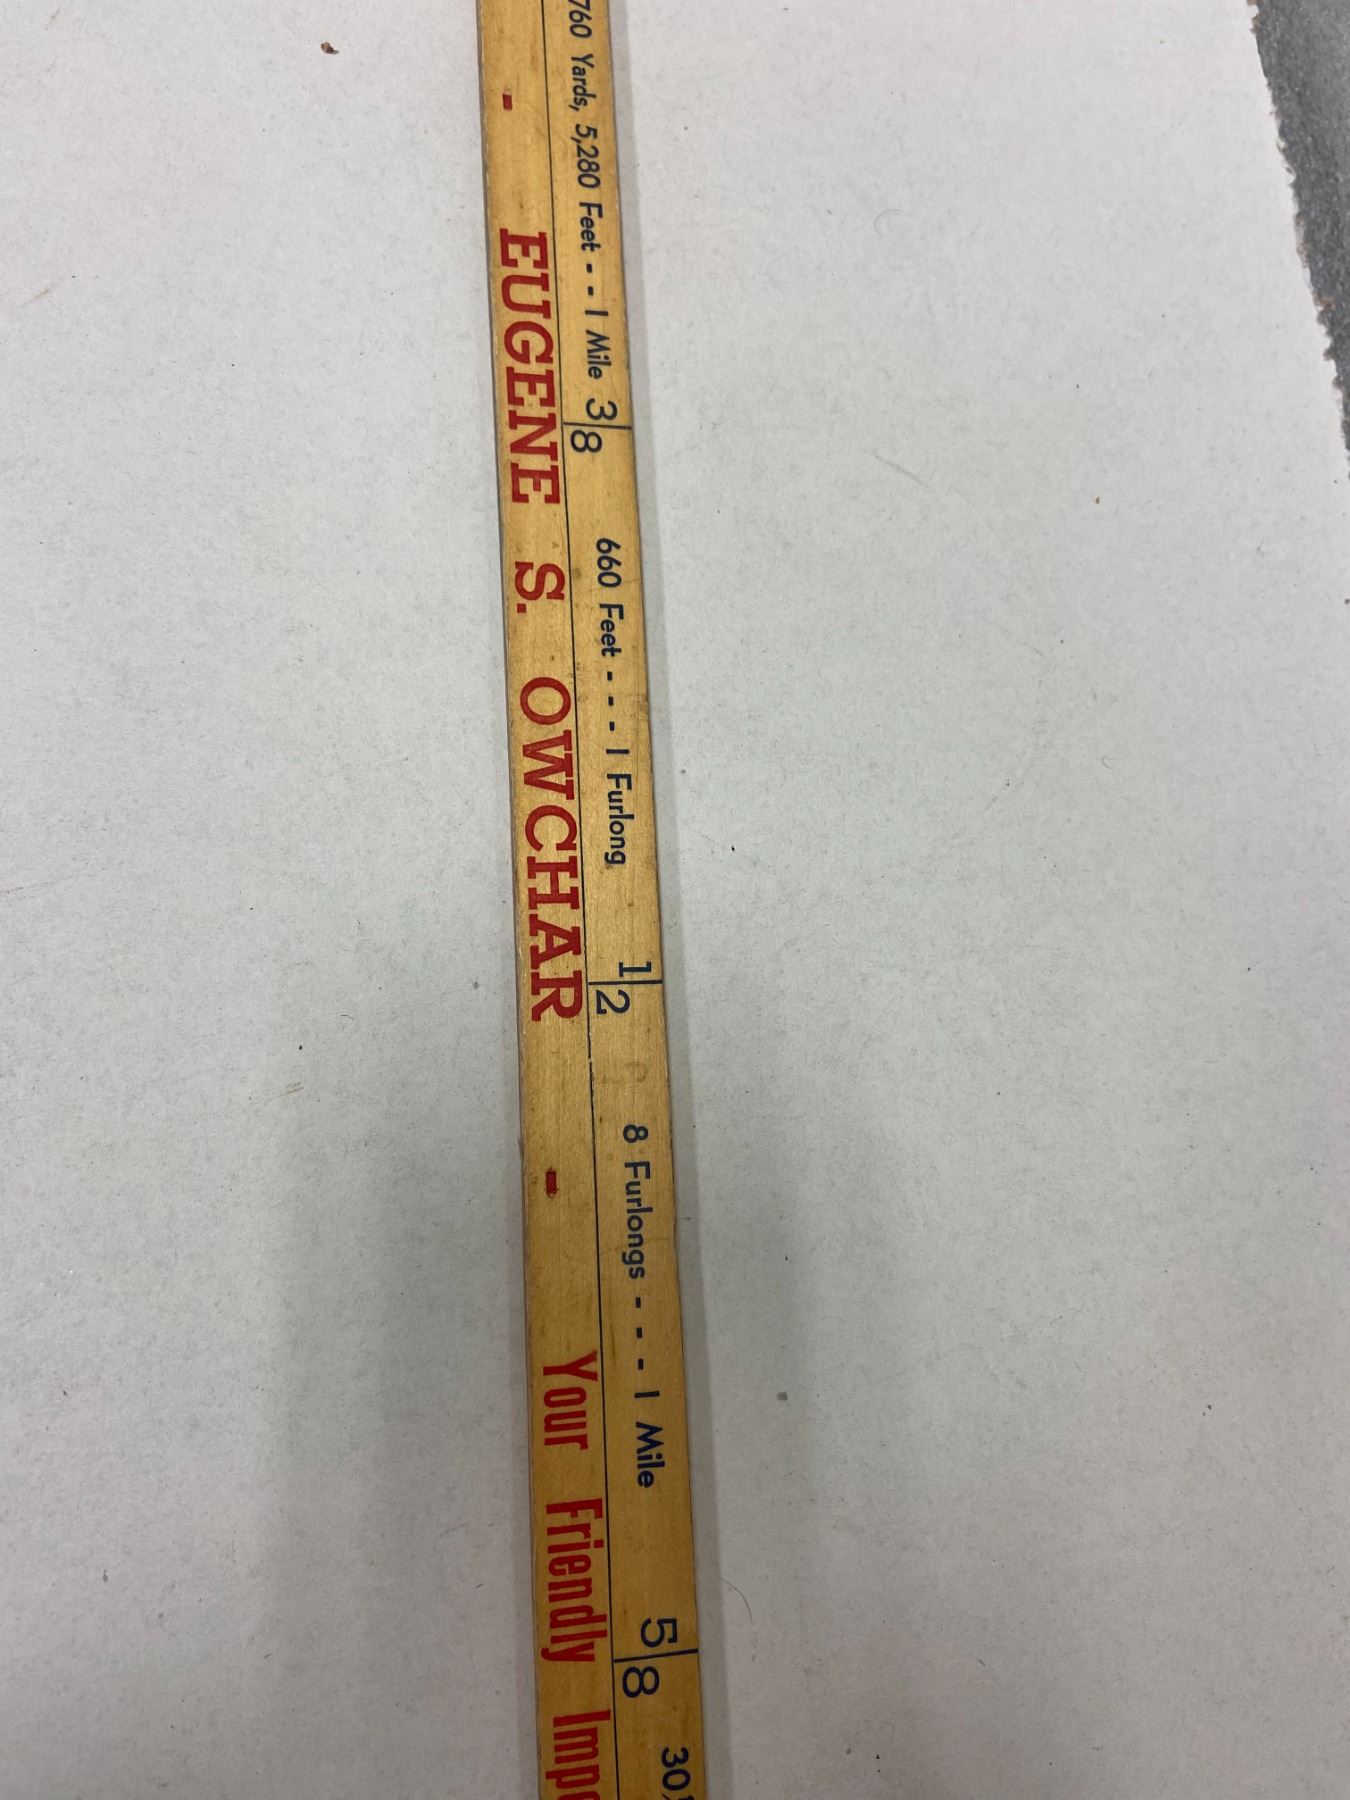 760 Yards, 5,280 Feet - - 1 Mile 3|8 660 Feet - - - 1 Furlong 1|2 8 Furlongs - - - 1 Mile 5|8
- EUGENE S. OWCHAR - Your Friendly